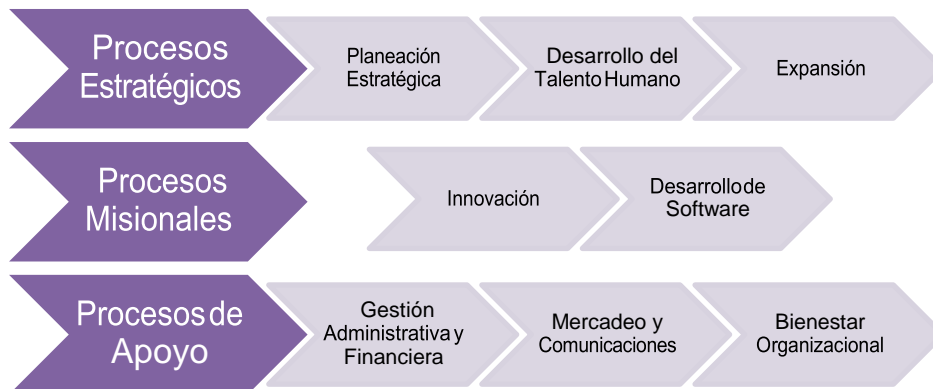 Procesos
Estratégicos
Planeación
Estratégica
Desarrollo del
Talento Humano
Expansión
Procesos
Misionales
Innovación
Desarrollo de
Software
Procesos de
Apoyo
Gestión
Administrativa y
Financiera
Mercadeo y
Comunicaciones
Bienestar
Organizacional